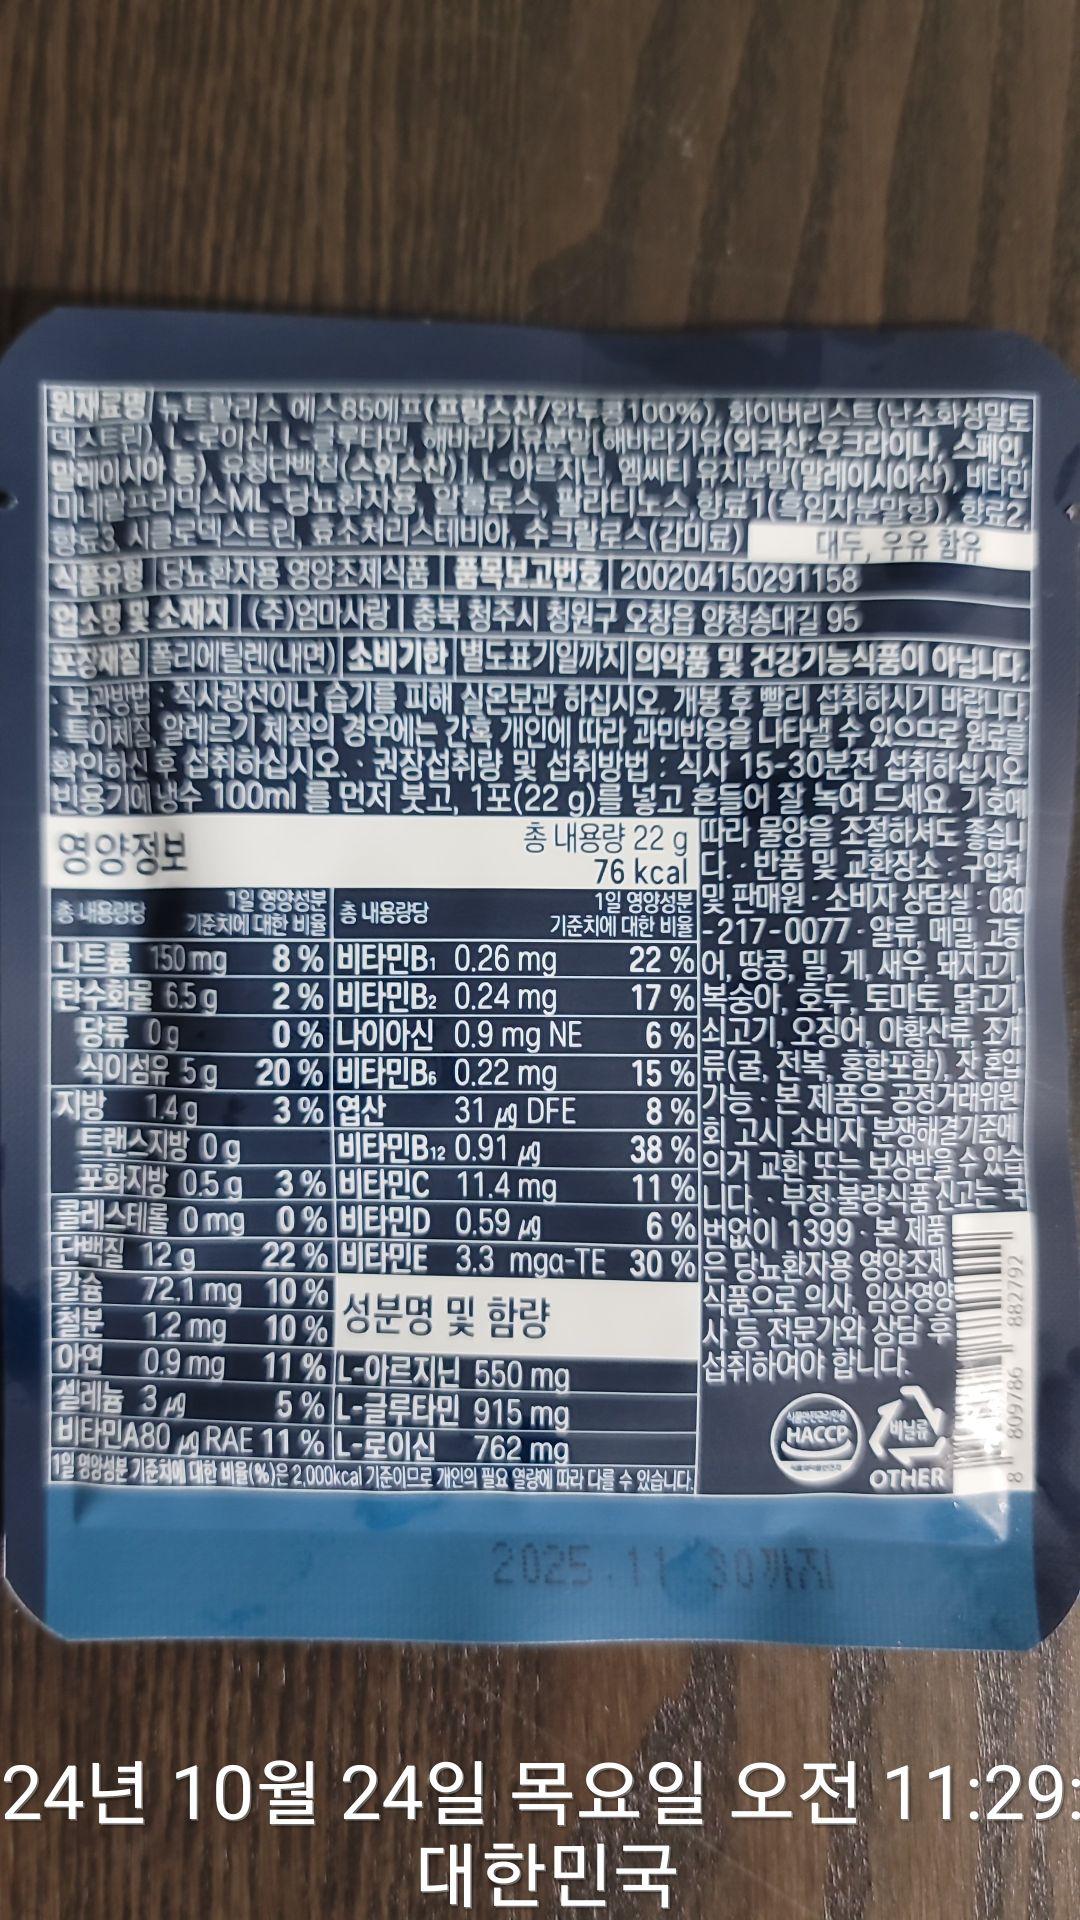 원재료명 뉴트랄리스 에스85에프(프랑스산/완두콩100%), 화이버리스트(난소화성말토
덱스트린), L-로이신, L-글루타민, 해바라기유분말[해바라기유(외국산:우크라이나, 스페인,
말레이시아 등), 유청단백질(스위스산)], L-아르지닌, 엠씨티 유지분말(말레이시아산), 비타민
미네랄프리믹스ML-당뇨환자용, 알룰로스, 팔라티노스, 향료1(흑임자분말향), 향료2,
향료3, 시클로덱스트린, 효소처리스테비아, 수크랄로스(감미료)
대두, 우유 함유
식품유형 당뇨환자용 영양조제식품 품목보고번호 200204150291158
업소명 및 소재지 (주)엄마사랑 충북 청주시 청원구 오창읍 양청송대길 95
포장재질 폴리에틸렌(내면) 소비기한 별도표기일까지 의약품 및 건강기능식품이 아닙니다.
· 보관방법 : 직사광선이나 습기를 피해 실온보관 하십시오. 개봉 후 빨리 섭취하시기 바랍니다.
· 특이체질, 알레르기 체질의 경우에는 간혹 개인에 따라 과민반응을 나타낼 수 있으므로 원료를
확인하신 후 섭취하십시오. · 권장섭취량 및 섭취방법 : 식사 15-30분전 섭취하십시오.
빈용기에 냉수 100ml 를 먼저 붓고, 1포(22 g)를 넣고 흔들어 잘 녹여 드세요. 기호에
따라 물양을 조절하셔도 좋습니
다. · 반품 및 교환장소 : 구입처
및 판매원 · 소비자 상담실 : 080
-217-0077 · 알류, 메밀, 고등
어, 땅콩, 밀, 게, 새우, 돼지고기,
복숭아, 호두, 토마토, 닭고기,
쇠고기, 오징어, 아황산류, 조개
류(굴, 전복, 홍합포함), 잣 혼입
가능 · 본 제품은 공정거래위원
회 고시 소비자 분쟁해결기준에
의거 교환 또는 보상받을 수 있습
니다. · 부정·불량식품 신고는 국
번없이 1399 · 본 제품
은 당뇨환자용 영양조제
식품으로 의사, 임상영양
사 등 전문가와 상담 후
섭취하여야 합니다.
영양정보
총 내용량 22 g
76 kcal
총 내용량당 1일 영양성분 기준치에 대한 비율
나트륨 150 mg 8 %
탄수화물 6.5 g 2 %
당류 0 g 0 %
식이섬유 5 g 20 %
지방 1.4 g 3 %
트랜스지방 0 g
포화지방 0.5 g 3 %
콜레스테롤 0 mg 0 %
단백질 12 g 22 %
칼슘 72.1 mg 10 %
철분 1.2 mg 10 %
아연 0.9 mg 11 %
셀레늄 3 μg 5 %
비타민A 80 μg RAE 11 %
총 내용량당 1일 영양성분 기준치에 대한 비율
비타민B1 0.26 mg 22 %
비타민B2 0.24 mg 17 %
나이아신 0.9 mg NE 6 %
비타민B6 0.22 mg 15 %
엽산 31 μg DFE 8 %
비타민B12 0.91 μg 38 %
비타민C 11.4 mg 11 %
비타민D 0.59 μg 6 %
비타민E 3.3 mgα-TE 30 %
성분명 및 함량
L-아르지닌 550 mg
L-글루타민 915 mg
L-로이신 762 mg
1일 영양성분 기준치에 대한 비율(%)은 2,000kcal 기준이므로 개인의 필요 열량에 따라 다를 수 있습니다.
HACCP
비닐류
OTHER
8 809786 882792
2025.11.30까지
24년 10월 24일 목요일 오전 11:29:
대한민국